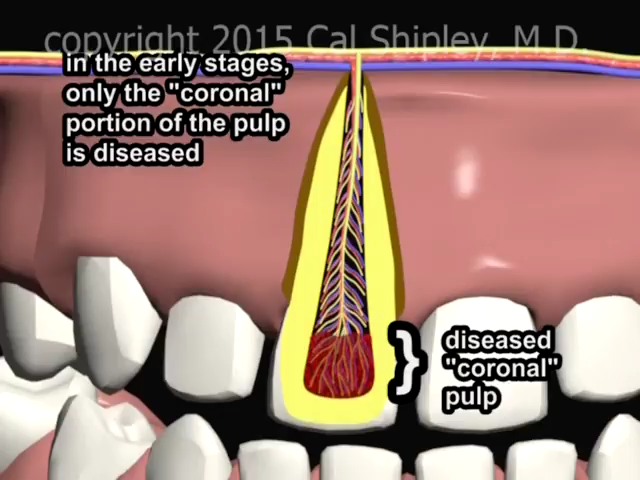 copyright 2015 Cal Shipley, M.D.
in the early stages,
only the "coronal"
portion of the pulp
is diseased
diseased
"coronal"
pulp